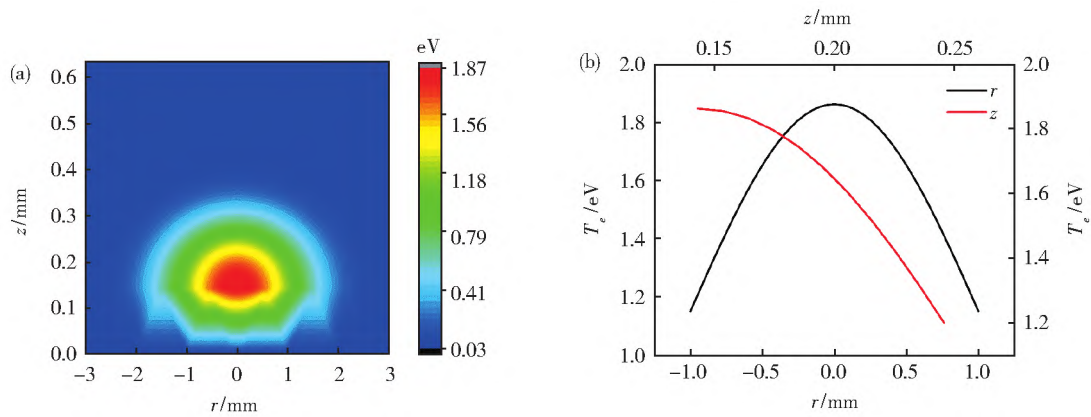 (a)
eV
z/mm
0.6
0.5
0.4
0.3
0.2
0.1
0.0
−3 −2 −1 0 1 2 3
r/mm
1.87
1.56
1.18
0.79
0.41
0.03
(b)
z/mm
0.15 0.20 0.25
T_e/eV
2.0
1.8
1.6
1.4
1.2
1.0
r
z
2.0
1.8
1.6
1.4
1.2
T_e/eV
−1.0 −0.5 0.0 0.5 1.0
r/mm